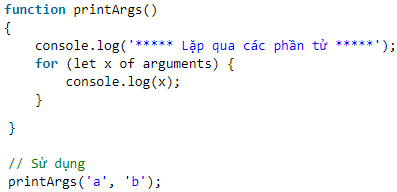 function printArgs()
{
    console.log('***** Lặp qua các phần tử *****');
    for (let x of arguments) {
        console.log(x);
    }
}
// Sử dụng
printArgs('a', 'b');